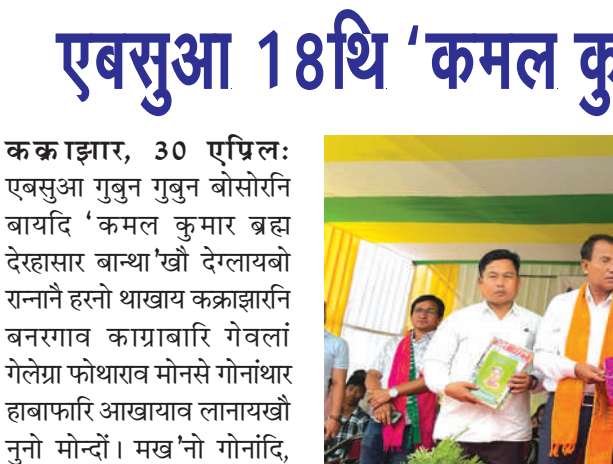 एबसुआ 18थि ‘कमल
कक्राझार, 30 एप्रिल:
एबसुआ गुबुन गुबुन बोसोरनि
बायदि ‘कमल कुमार ब्रह्म
देरहासार बान्था’खौ देग्लायबो
रान्नानै हरनो थाखाय कक्राझारनि
बनरगाव काग्राबारि गेवलां
गेलेग्रा फोथाराव मोनसे गोनांथार
हाबाफारि आखायाव लानायखौ
नुनो मोन्दों। मख’नो गोनांदि,